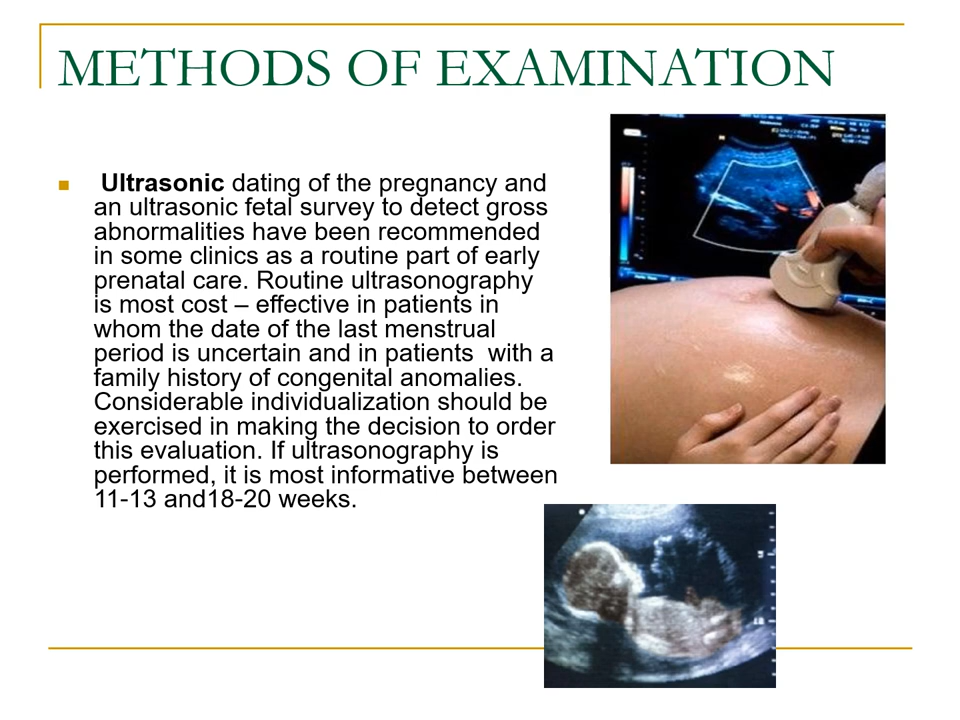 METHODS OF EXAMINATION
Ultrasonic dating of the pregnancy and
an ultrasonic fetal survey to detect gross
abnormalities have been recommended
in some clinics as a routine part of early
prenatal care. Routine ultrasonography
is most cost – effective in patients in
whom the date of the last menstrual
period is uncertain and in patients  with a
family history of congenital anomalies.
Considerable individualization should be
exercised in making the decision to order
this evaluation. If ultrasonography is
performed, it is most informative between
11-13 and18-20 weeks.